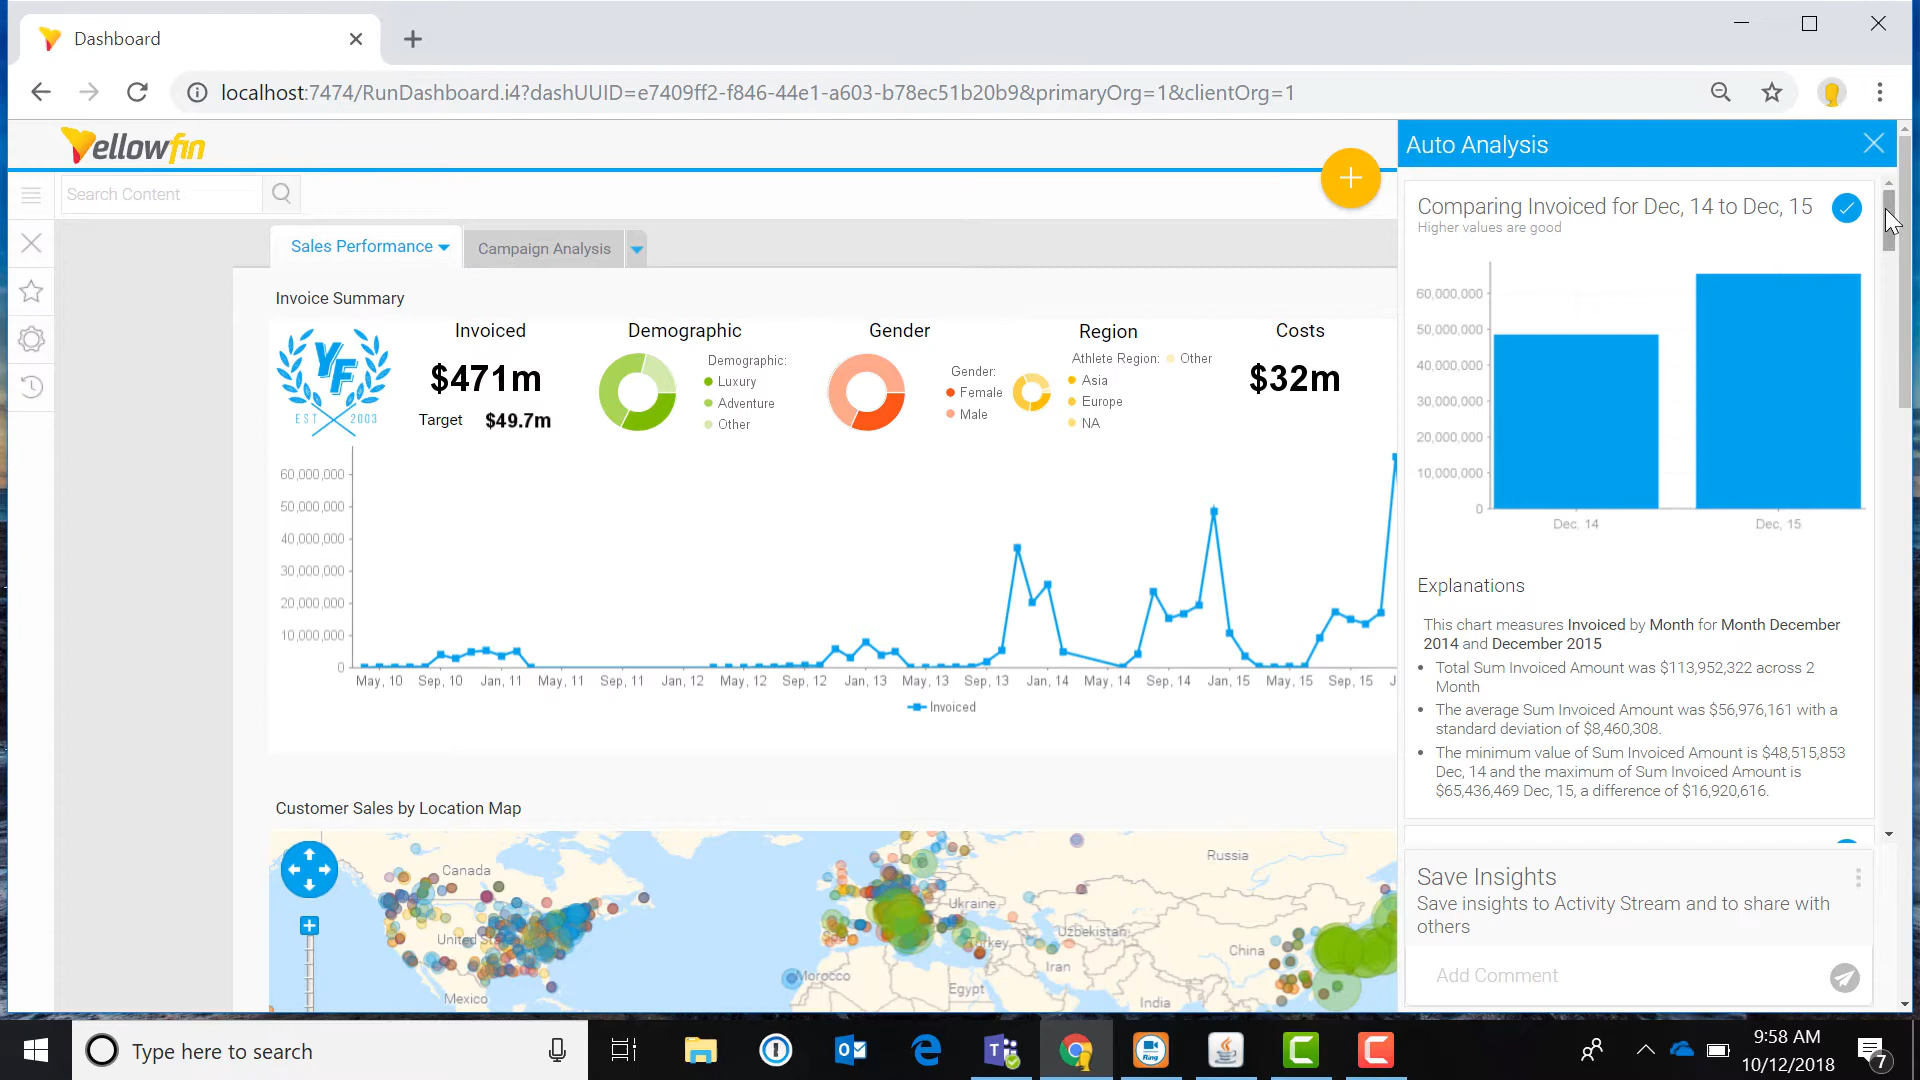 Dashboard
localhost:7474/RunDashboard.i4?dashUUID=e7409ff2-f846-44e1-a603-b78ec51b20b9&primaryOrg=1&clientOrg=1
Yellowfin
Search Content
Sales Performance
Campaign Analysis
Invoice Summary
YF
EST 2003
Invoiced
$471m
Target $49.7m
Demographic
Demographic:
Luxury
Adventure
Other
Gender
Gender:
Female
Male
Region
Athlete Region: Other
Asia
Europe
NA
Costs
$32m
60,000,000
50,000,000
40,000,000
30,000,000
20,000,000
10,000,000
0
May, 10 Sep, 10 Jan, 11 May, 11 Sep, 11 Jan, 12 May, 12 Sep, 12 Jan, 13 May, 13 Sep, 13 Jan, 14 May, 14 Sep, 14 Jan, 15 May, 15 Sep, 15 J
Invoiced
Customer Sales by Location Map
Canada
Russia
Ukraine
Uzbekistan
Turkey
China
Iran
Morocco
Egypt
Mexico
India
Auto Analysis
Comparing Invoiced for Dec, 14 to Dec, 15
Higher values are good
60,000,000
50,000,000
40,000,000
30,000,000
20,000,000
10,000,000
0
Dec, 14 Dec, 15
Explanations
This chart measures Invoiced by Month for Month December
2014 and December 2015
Total Sum Invoiced Amount was $113,952,322 across 2
Month
The average Sum Invoiced Amount was $56,976,161 with a
standard deviation of $8,460,308.
The minimum value of Sum Invoiced Amount is $48,515,853
Dec, 14 and the maximum of Sum Invoiced Amount is
$65,436,469 Dec, 15, a difference of $16,920,616.
Save Insights
Save insights to Activity Stream and to share with
others
Add Comment
Type here to search
Ring
9:58 AM
10/12/2018
7